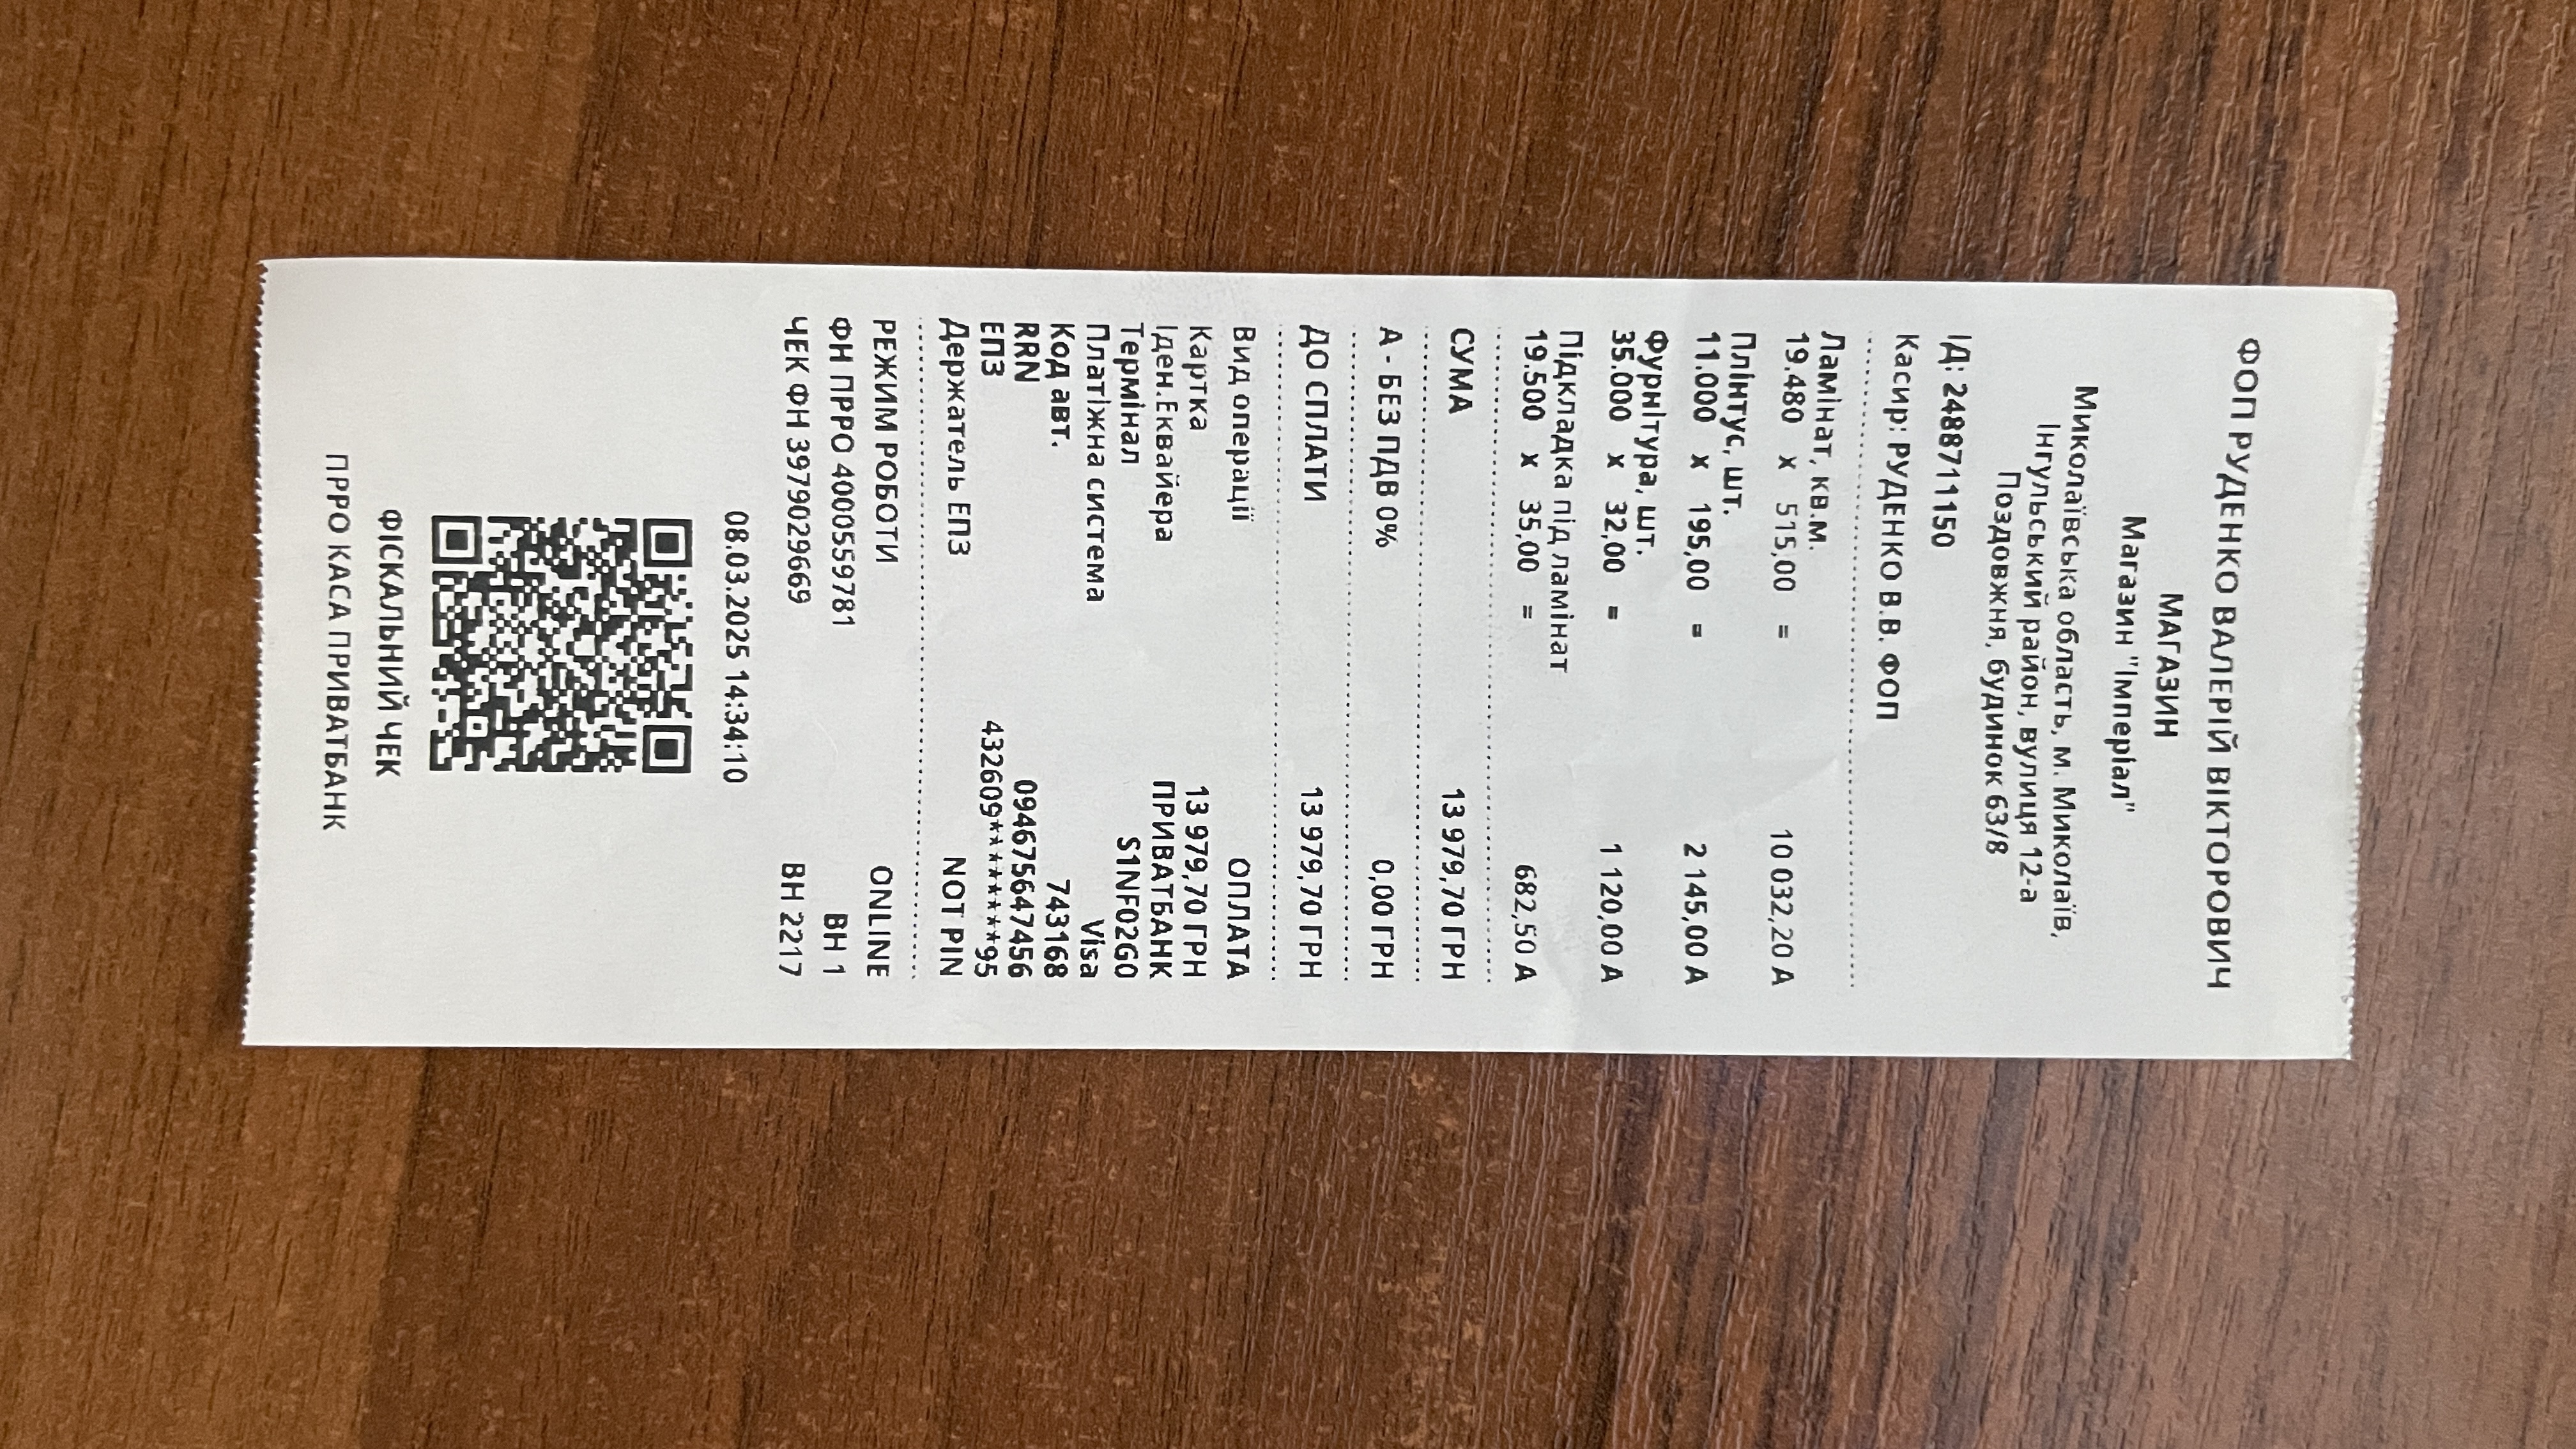 ФОП РУДЕНКО ВАЛЕРІЙ ВІКТОРОВИЧ
МАГАЗИН
Магазин "Імперіал"
Миколаївська область, м. Миколаїв,
Інгульський район, вулиця 12-а
Поздовжня, будинок 63/8
ІД: 2488711150
Касир: РУДЕНКО В.В. ФОП
Ламінат, кв.м.
19.480 x 515,00 = 10 032,20 А
Плінтус, шт.
11.000 x 195,00 = 2 145,00 А
Фурнітура, шт.
35.000 x 32,00 = 1 120,00 А
Підкладка під ламінат
19.500 x 35,00 = 682,50 А
СУМА 13 979,70 ГРН
А - БЕЗ ПДВ 0% 0,00 ГРН
ДО СПЛАТИ 13 979,70 ГРН
Вид операції ОПЛАТА
Картка 13 979,70 ГРН
Іден.Еквайера ПРИВАТБАНК
Термінал S1NF02G0
Платіжна система Visa
Код авт. 743168
RRN 094675647456
ЕПЗ 432609********95
Держатель ЕПЗ NOT PIN
РЕЖИМ РОБОТИ ONLINE
ФН ПРРО 4000559781 ВН 1
ЧЕК ФН 3979029669 ВН 2217
08.03.2025 14:34:10
ФІСКАЛЬНИЙ ЧЕК
ПРРО КАСА ПРИВАТБАНК